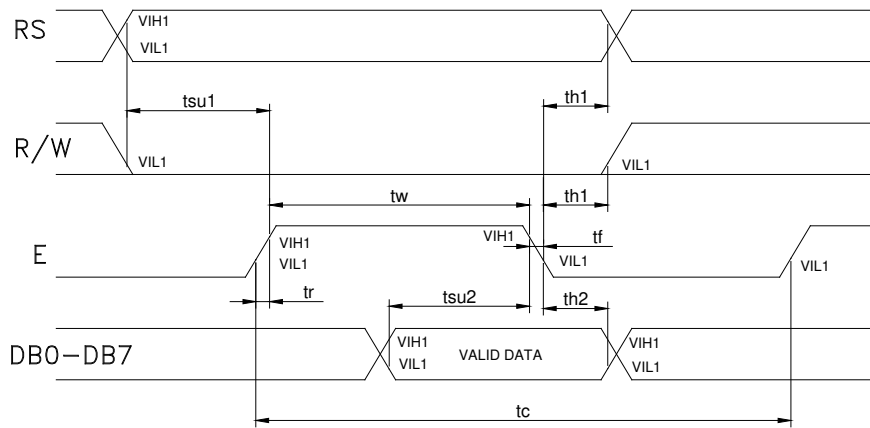 RS
VIH1
VIL1
tsu1
th1
R/W
VIL1
VIL1
tw
th1
E
VIH1
VIL1
VIH1
tf
VIL1
VIL1
tr
tsu2
th2
DB0-DB7
VIH1
VIL1
VALID DATA
VIH1
VIL1
tc